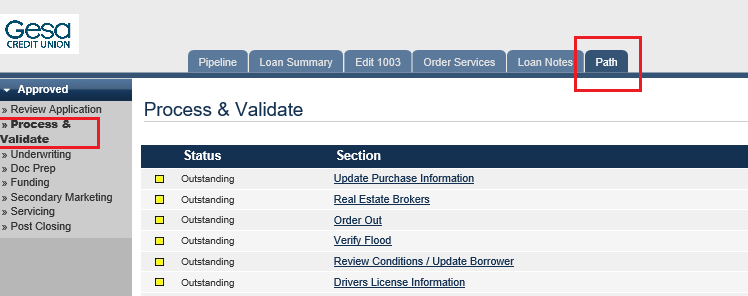 Gesa
CREDIT UNION
Pipeline Loan Summary Edit 1003 Order Services Loan Notes Path
Approved
» Review Application
» Process &
Validate
» Underwriting
» Doc Prep
» Funding
» Secondary Marketing
» Servicing
» Post Closing
Process & Validate
Status Section
Outstanding Update Purchase Information
Outstanding Real Estate Brokers
Outstanding Order Out
Outstanding Verify Flood
Outstanding Review Conditions / Update Borrower
Outstanding Drivers License Information